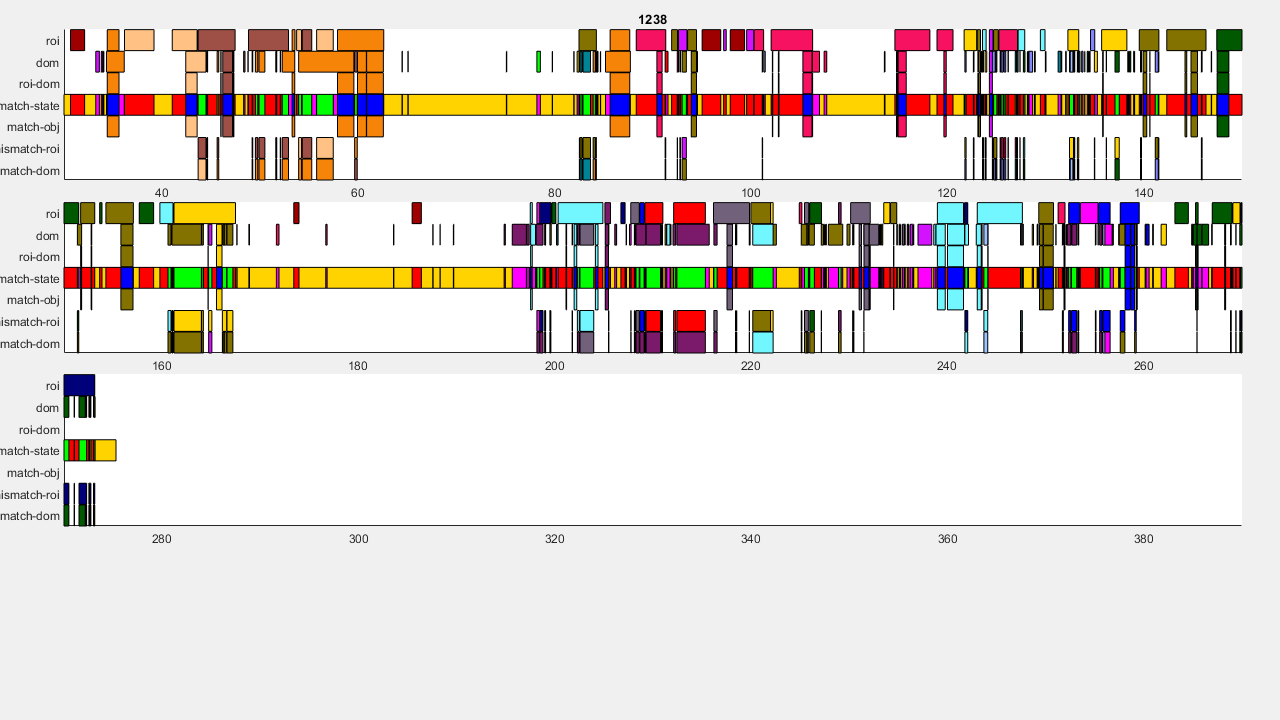 1238
roi
dom
roi-dom
match-state
match-obj
ismatch-roi
match-dom
40 60 80 100 120 140
roi
dom
roi-dom
match-state
match-obj
ismatch-roi
match-dom
160 180 200 220 240 260
roi
dom
roi-dom
match-state
match-obj
ismatch-roi
match-dom
280 300 320 340 360 380